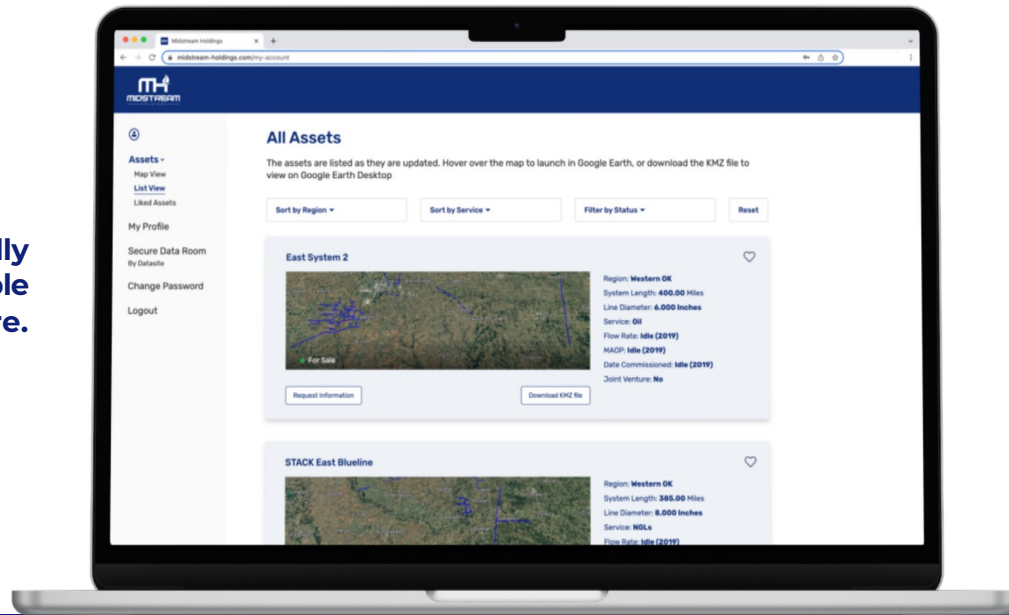 Midstream Holdings
midstream-holdings.com/my-account
MH
MIDSTREAM
Assets
Map View
List View
Liked Assets
My Profile
Secure Data Room
By Datasite
Change Password
Logout
All Assets
The assets are listed as they are updated. Hover over the map to launch in Google Earth, or download the KMZ file to
view on Google Earth Desktop
Sort by Region
Sort by Service
Filter by Status
Reset
East System 2
For Sale
Region: Western OK
System Length: 400.00 Miles
Line Diameter: 6.000 Inches
Service: Oil
Flow Rate: Idle (2019)
MAOP: Idle (2019)
Date Commissioned: Idle (2019)
Joint Venture: No
Request Information
Download KMZ file
STACK East Blueline
Region: Western OK
System Length: 385.00 Miles
Line Diameter: 8.000 Inches
Service: NGLs
Flow Rate: Idle (2019)